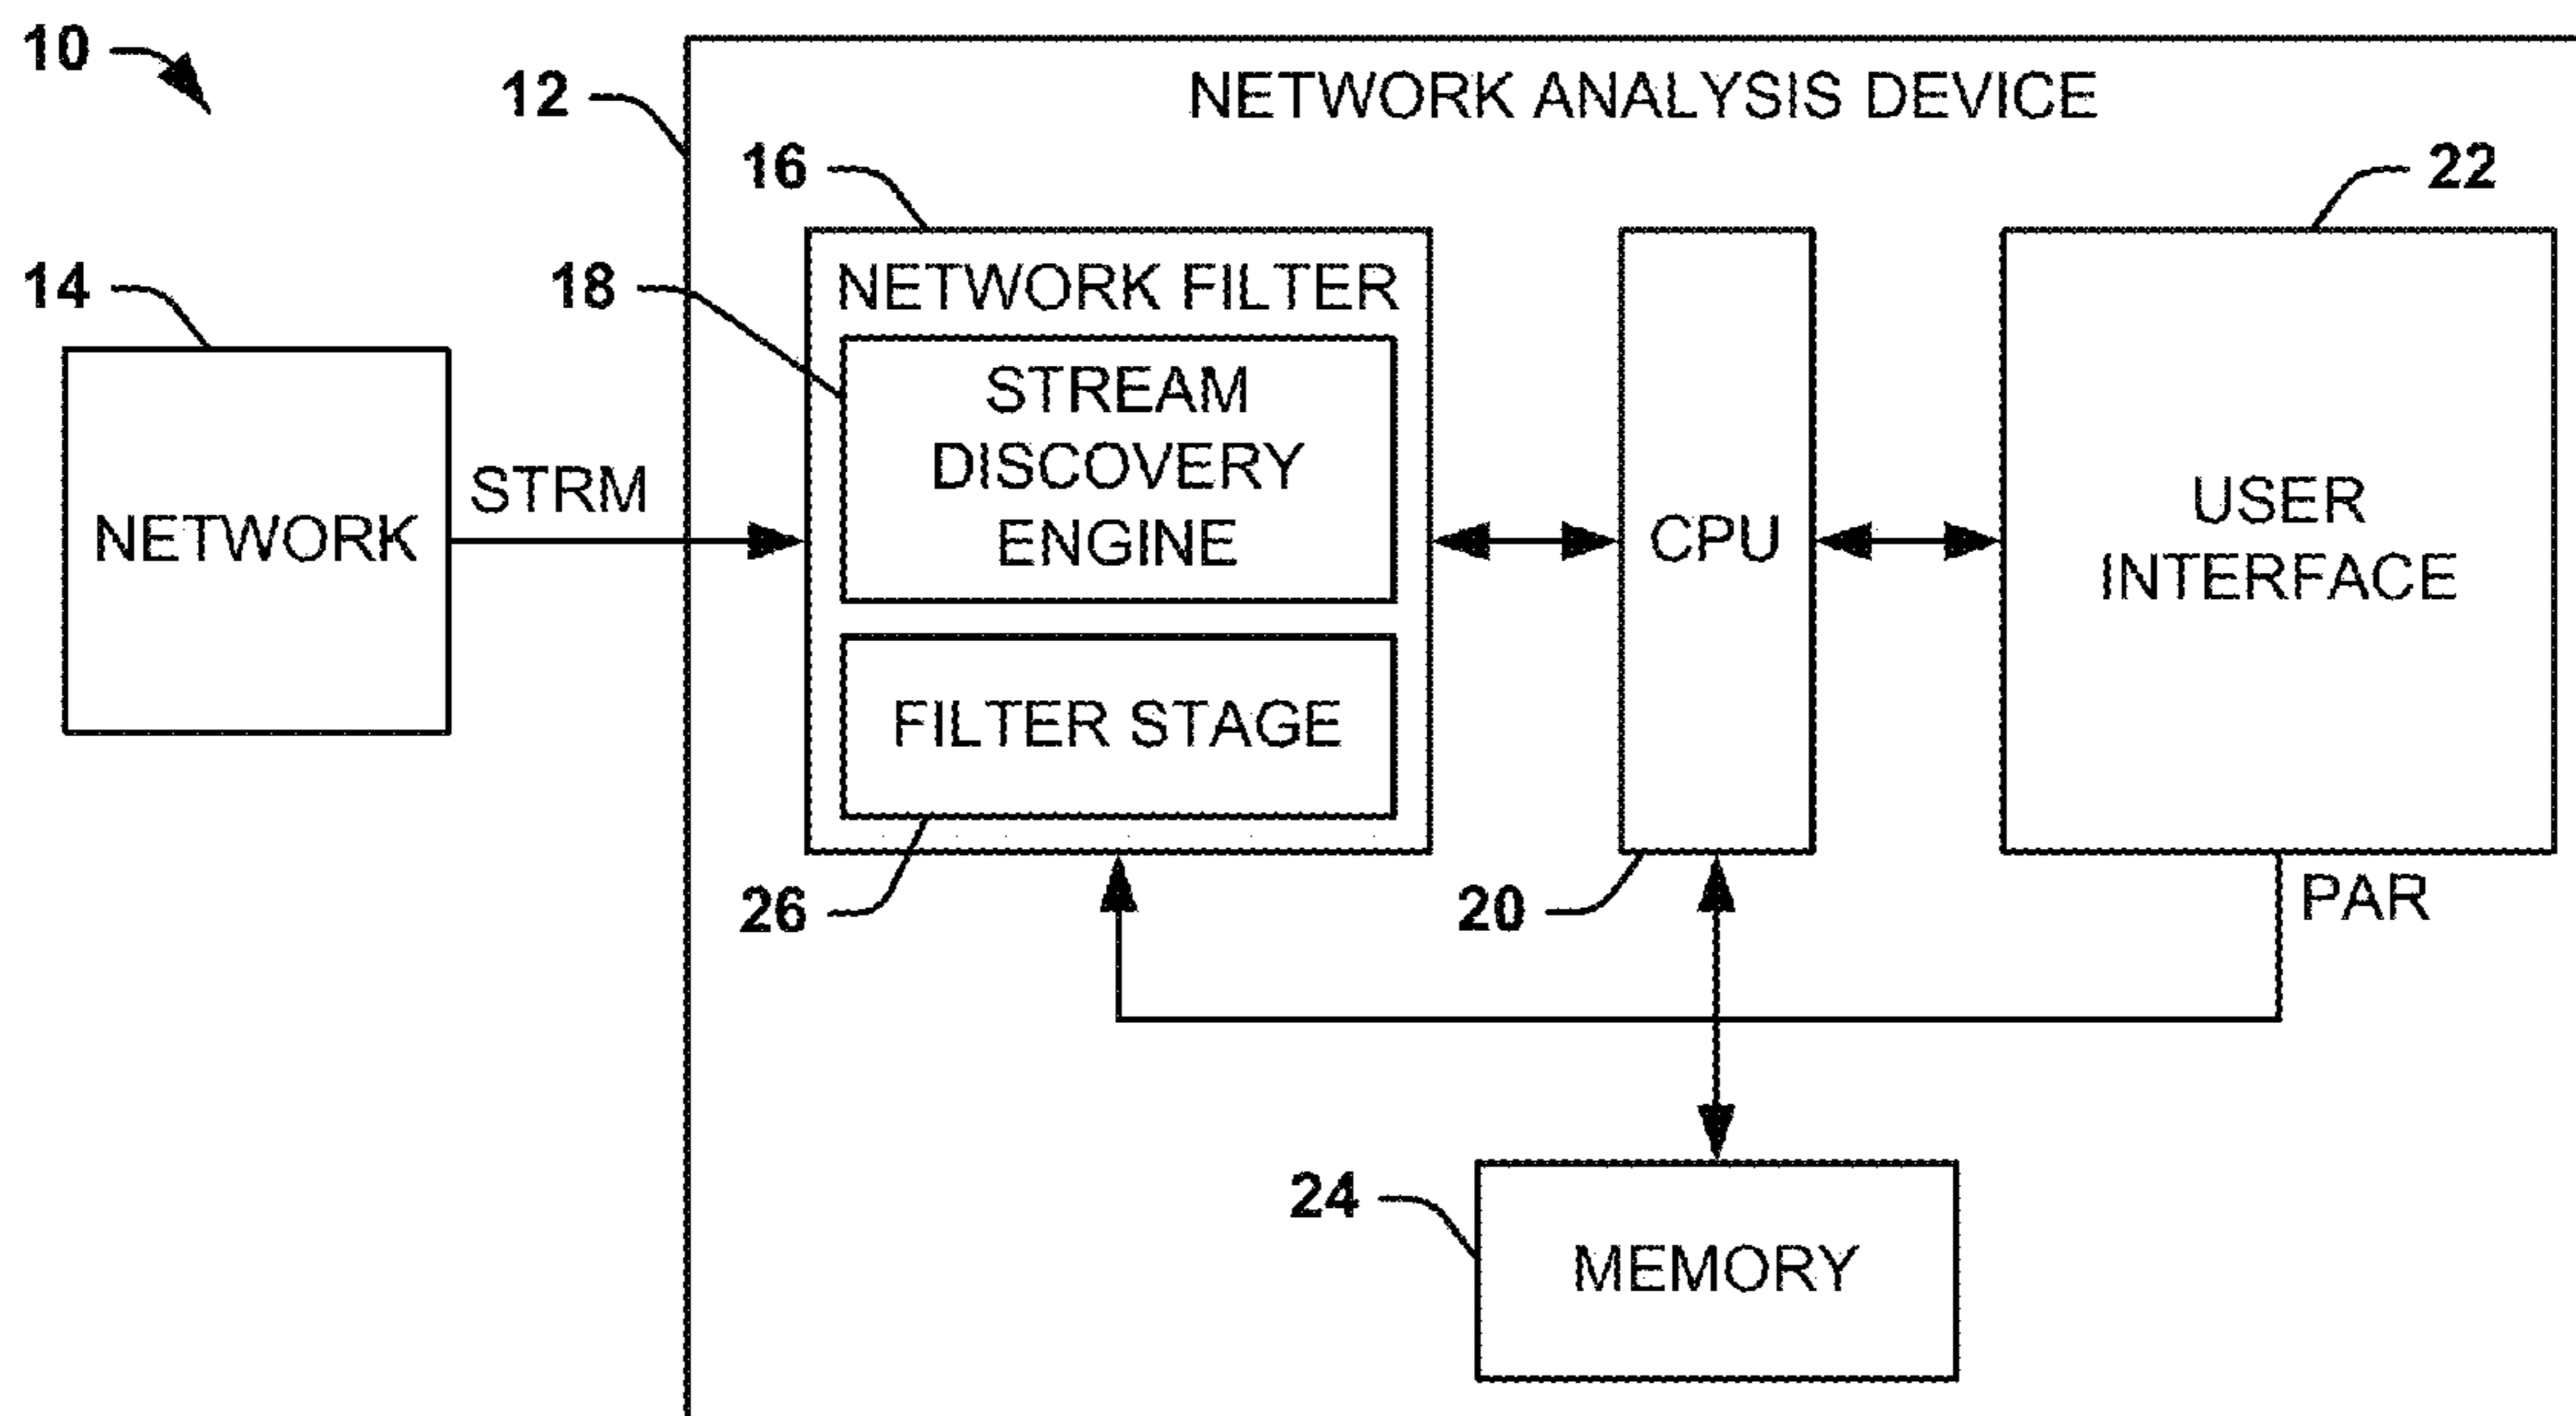 10
12
NETWORK ANALYSIS DEVICE
16
22
14
18
NETWORK FILTER
STREAM
DISCOVERY
ENGINE
NETWORK
STRM
CPU
USER
INTERFACE
FILTER STAGE
26
20
PAR
24
MEMORY